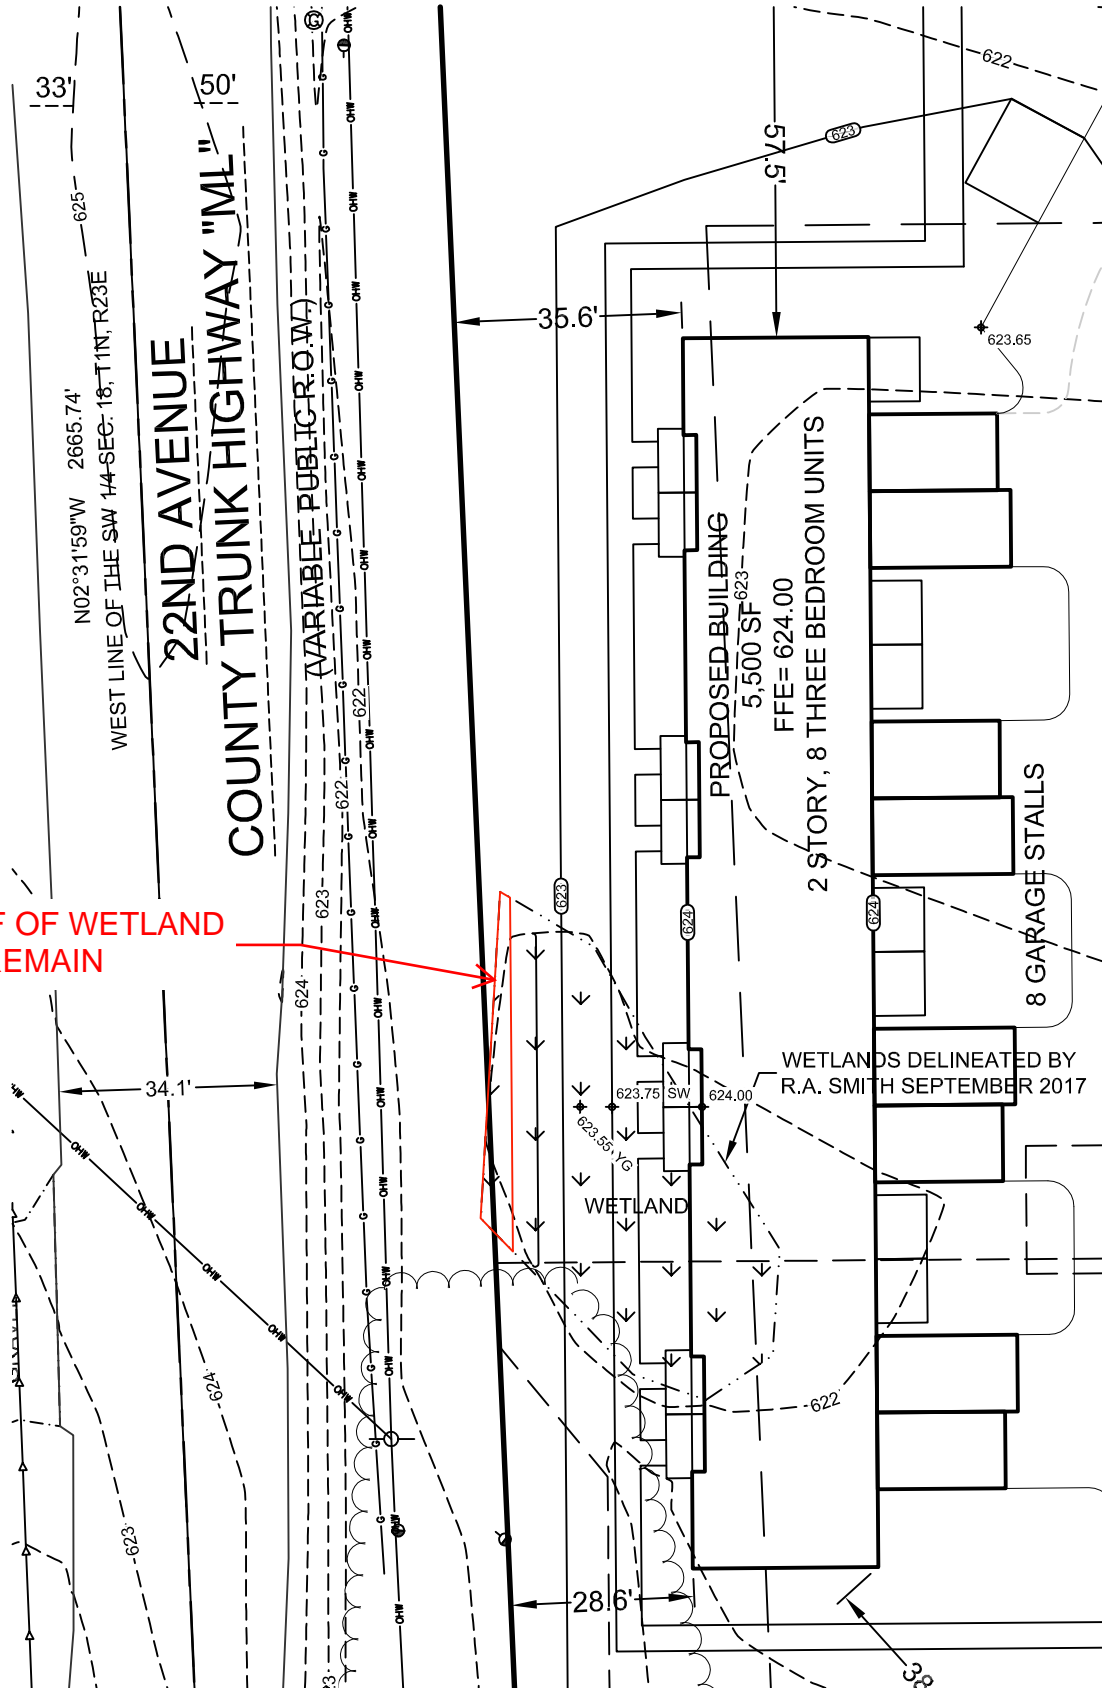 33'
50'
625
N02°31'59"W 2665.74'
WEST LINE OF THE SW 1/4 SEC. 18, T1N, R23E
22ND AVENUE
COUNTY TRUNK HIGHWAY "ML"
(VARIABLE PUBLIC R.O.W.)
57.5'
623
622
35.6'
623.65
PROPOSED BUILDING
623
5,500 SF
FFE= 624.00
2 STORY, 8 THREE BEDROOM UNITS
8 GARAGE STALLS
622
622
623
624
623
624
624
OF WETLAND
REMAIN
34.1'
WETLANDS DELINEATED BY
R.A. SMITH SEPTEMBER 2017
623.75 SW
624.00
623.55 YG
WETLAND
622
624
623
28.6'
38
G
OHW